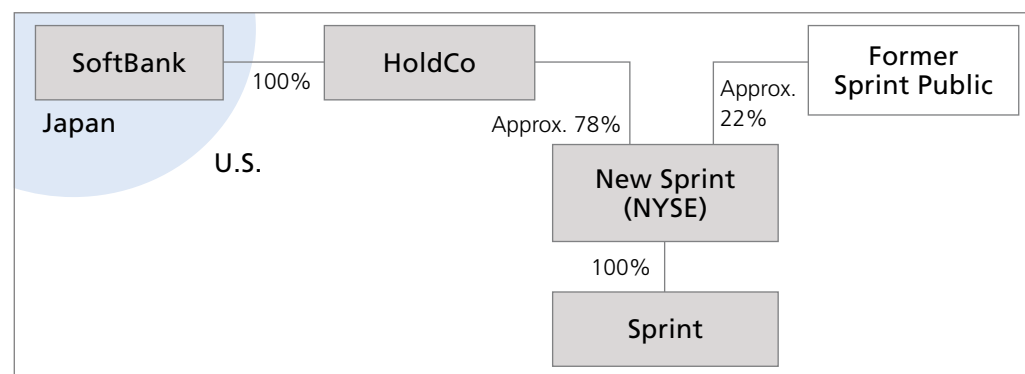 SoftBank
100%
HoldCo
Former
Sprint Public
Japan
U.S.
Approx. 78%
Approx.
22%
New Sprint
(NYSE)
100%
Sprint